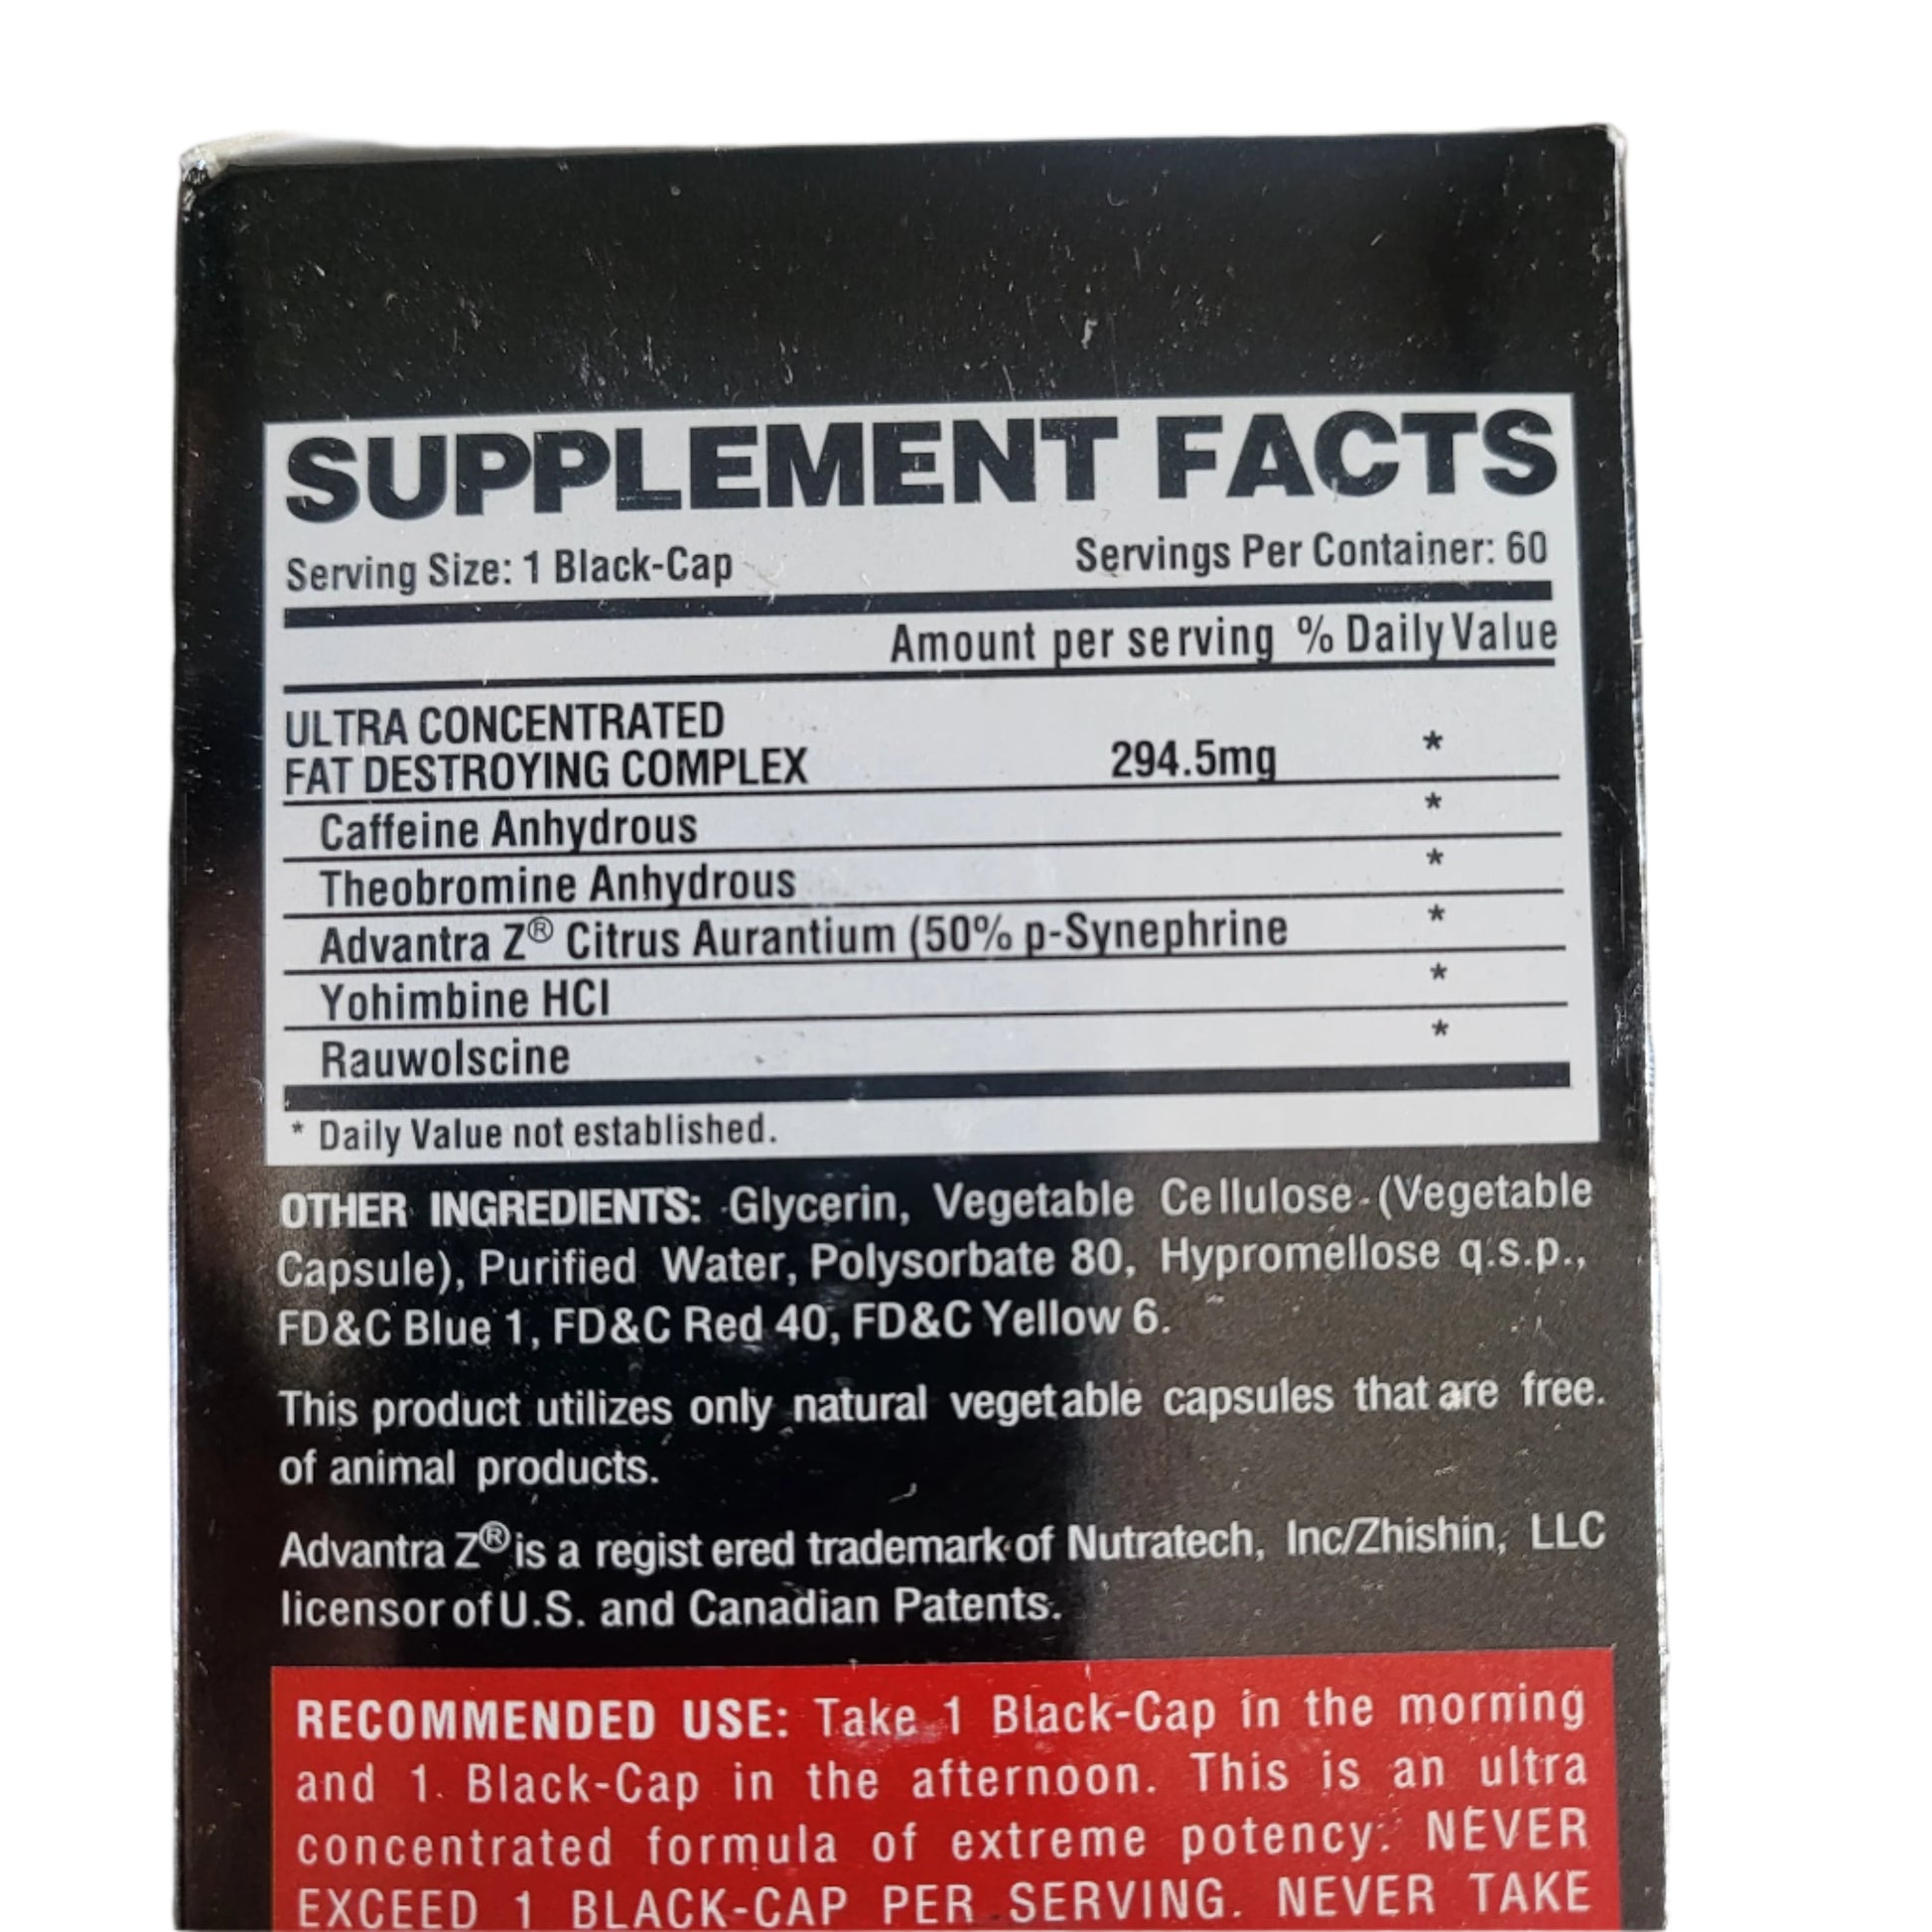 SUPPLEMENT FACTS
Serving Size: 1 Black-Cap Servings Per Container: 60
Amount per serving % Daily Value
ULTRA CONCENTRATED
FAT DESTROYING COMPLEX 294.5mg *
Caffeine Anhydrous *
Theobromine Anhydrous *
Advantra Z® Citrus Aurantium (50% p-Synephrine *
Yohimbine HCl *
Rauwolscine *
* Daily Value not established.
OTHER INGREDIENTS: Glycerin, Vegetable Cellulose (Vegetable
Capsule), Purified Water, Polysorbate 80, Hypromellose q.s.p.,
FD&C Blue 1, FD&C Red 40, FD&C Yellow 6.
This product utilizes only natural vegetable capsules that are free.
of animal products.
Advantra Z® is a registered trademark of Nutratech, Inc/Zhishin, LLC
licensor of U.S. and Canadian Patents.
RECOMMENDED USE: Take 1 Black-Cap in the morning
and 1 Black-Cap in the afternoon. This is an ultra
concentrated formula of extreme potency. NEVER
EXCEED 1 BLACK-CAP PER SERVING. NEVER TAKE